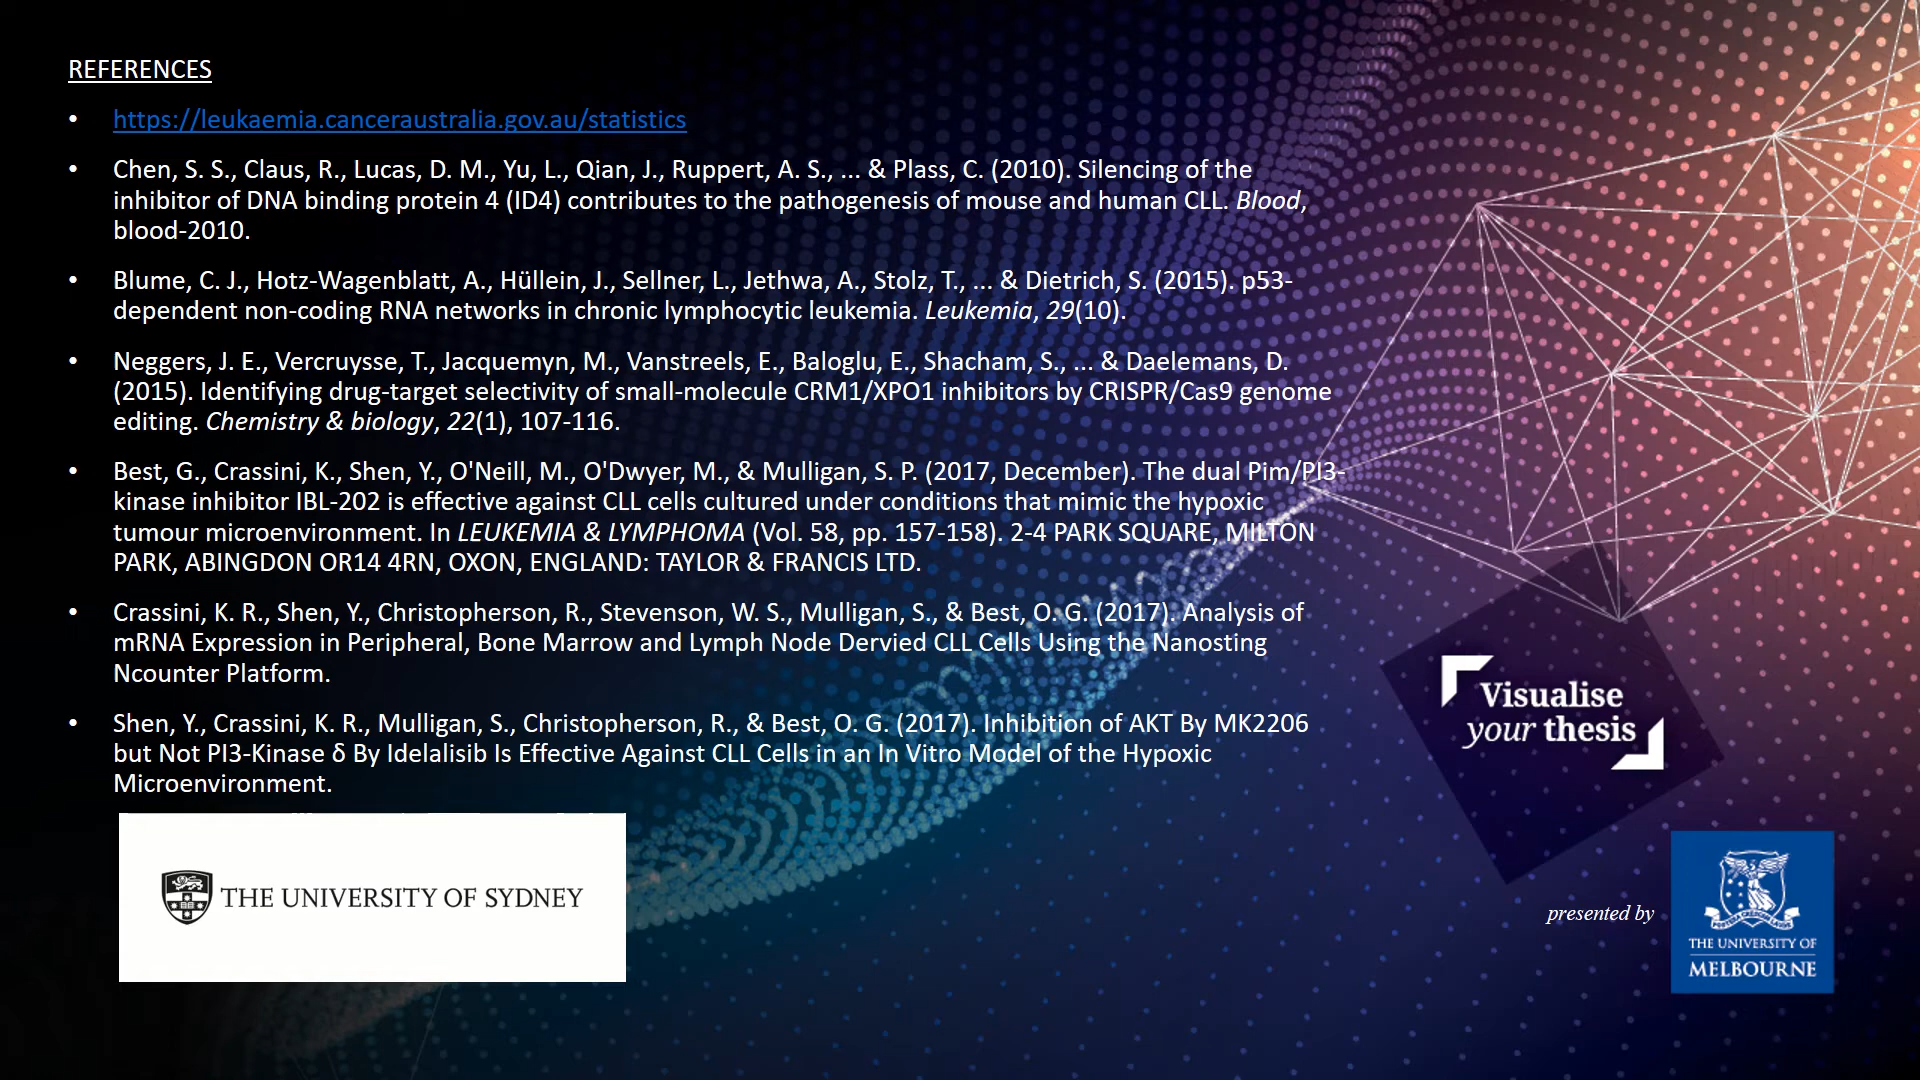 REFERENCES
• https://leukaemia.canceraustralia.gov.au/statistics
• Chen, S. S., Claus, R., Lucas, D. M., Yu, L., Qian, J., Ruppert, A. S., ... & Plass, C. (2010). Silencing of the
inhibitor of DNA binding protein 4 (ID4) contributes to the pathogenesis of mouse and human CLL. Blood,
blood-2010.
• Blume, C. J., Hotz-Wagenblatt, A., Hüllein, J., Sellner, L., Jethwa, A., Stolz, T., ... & Dietrich, S. (2015). p53-
dependent non-coding RNA networks in chronic lymphocytic leukemia. Leukemia, 29(10).
• Neggers, J. E., Vercruysse, T., Jacquemyn, M., Vanstreels, E., Baloglu, E., Shacham, S., ... & Daelemans, D.
(2015). Identifying drug-target selectivity of small-molecule CRM1/XPO1 inhibitors by CRISPR/Cas9 genome
editing. Chemistry & biology, 22(1), 107-116.
• Best, G., Crassini, K., Shen, Y., O'Neill, M., O'Dwyer, M., & Mulligan, S. P. (2017, December). The dual Pim/PI3-
kinase inhibitor IBL-202 is effective against CLL cells cultured under conditions that mimic the hypoxic
tumour microenvironment. In LEUKEMIA & LYMPHOMA (Vol. 58, pp. 157-158). 2-4 PARK SQUARE, MILTON
PARK, ABINGDON OR14 4RN, OXON, ENGLAND: TAYLOR & FRANCIS LTD.
• Crassini, K. R., Shen, Y., Christopherson, R., Stevenson, W. S., Mulligan, S., & Best, O. G. (2017). Analysis of
mRNA Expression in Peripheral, Bone Marrow and Lymph Node Dervied CLL Cells Using the Nanosting
Ncounter Platform.
• Shen, Y., Crassini, K. R., Mulligan, S., Christopherson, R., & Best, O. G. (2017). Inhibition of AKT By MK2206
but Not PI3-Kinase δ By Idelalisib Is Effective Against CLL Cells in an In Vitro Model of the Hypoxic
Microenvironment.
THE UNIVERSITY OF SYDNEY
Visualise
your thesis
presented by
THE UNIVERSITY OF
MELBOURNE